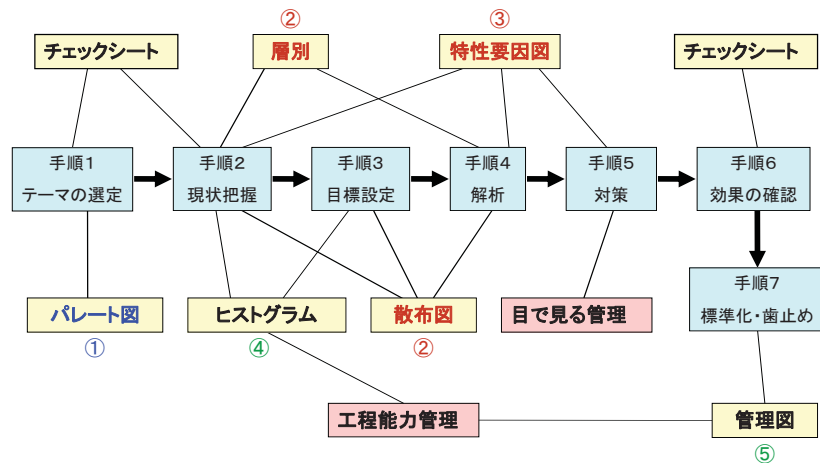 ② ③
チェックシート 層別 特性要因図 チェックシート
手順1 手順2 手順3 手順4 手順5 手順6
テーマの選定 現状把握 目標設定 解析 対策 効果の確認
手順7
標準化・歯止め
パレート図 ヒストグラム 散布図 目で見る管理
① ④ ②
工程能力管理 管理図
⑤